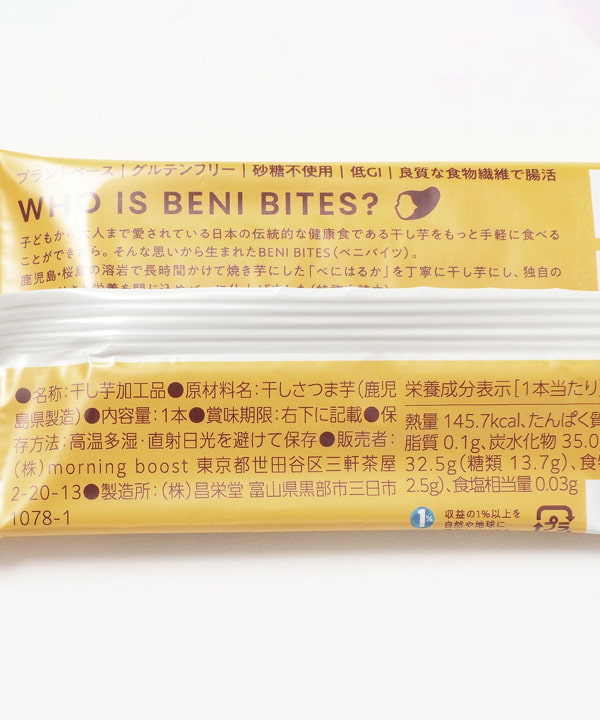 プラントベース | グルテンフリー | 砂糖不使用 | 低GI | 良質な食物繊維で腸活
WHO IS BENI BITES?
子どもから大人まで愛されている日本の伝統的な健康食である干し芋をもっと手軽に食べる
ことができたら。そんな思いから生まれたBENI BITES(ベニバイツ)。
鹿児島・桜島の溶岩で長時間かけて焼き芋にした「べにはるか」を丁寧に干し芋にし、独自の
●名称:干し芋加工品●原材料名:干しさつま芋(鹿児
島県製造)●内容量:1本●賞味期限:右下に記載●保
存方法:高温多湿·直射日光を避けて保存●販売者:
(株)morning boost 東京都世田谷区三軒茶屋
2-20-13●製造所:(株)昌栄堂 富山県黒部市三日市
1078-1
栄養成分表示[1本当たり]
熱量 145.7kcal、たんぱく質
脂質 0.1g、炭水化物 35.0
32.5g(糖類 13.7g)、食物
2.5g)、食塩相当量 0.03g
1%
収益の1%以上を
自然や地球に
プラ